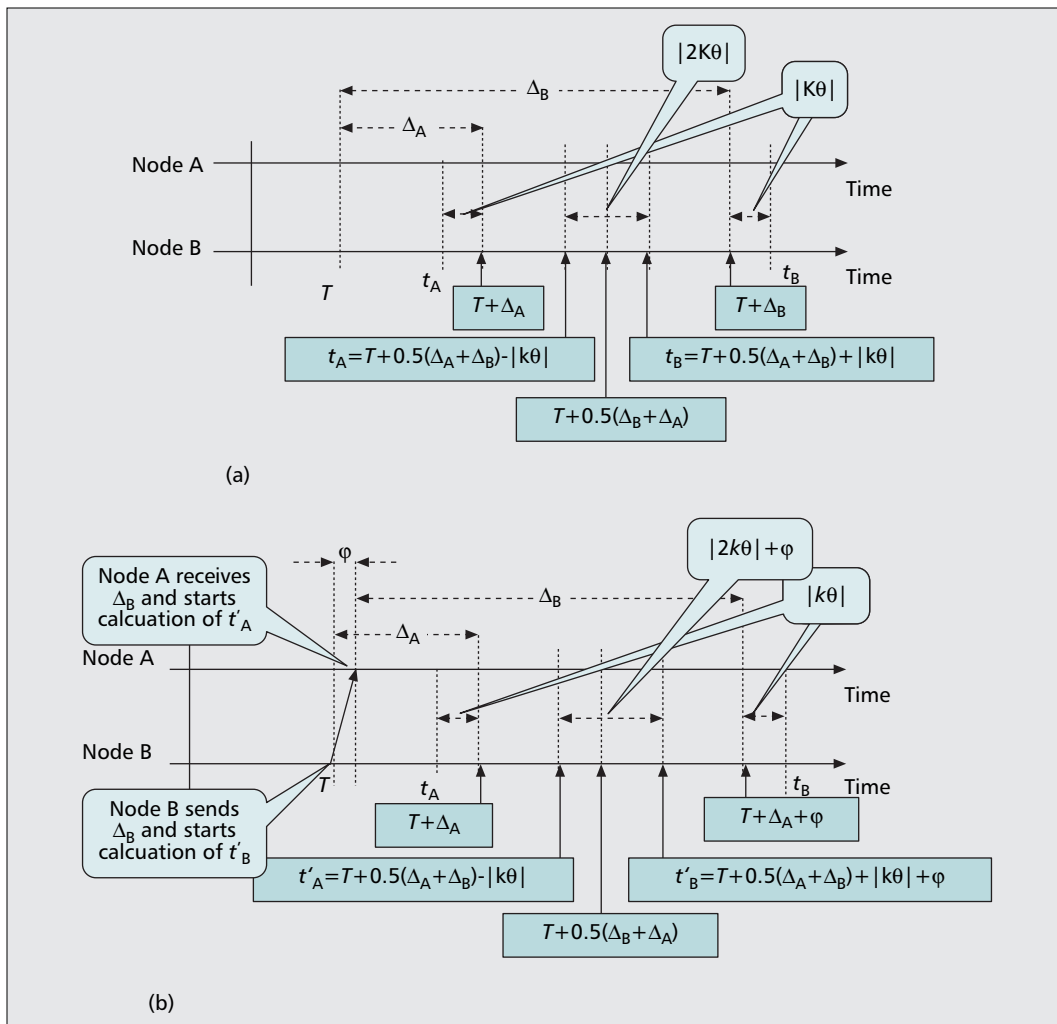 |2Kθ|
|Kθ|
Δ_B
Δ_A
Node A
Time
Node B
Time
T
t_A
t_B
T+Δ_A
T+Δ_B
t_A=T+0.5(Δ_A+Δ_B)-|kθ|
t_B=T+0.5(Δ_A+Δ_B)+|kθ|
T+0.5(Δ_B+Δ_A)
(a)
φ
|2kθ|+φ
|kθ|
Node A receives
Δ_B and starts
calcuation of t'_A
Δ_B
Δ_A
Node A
Time
Node B
Time
T
t_A
t_B
Node B sends
Δ_B and starts
calcuation of t'_B
T+Δ_A
T+Δ_A+φ
t'_A=T+0.5(Δ_A+Δ_B)-|kθ|
t'_B=T+0.5(Δ_A+Δ_B)+|kθ|+φ
T+0.5(Δ_B+Δ_A)
(b)